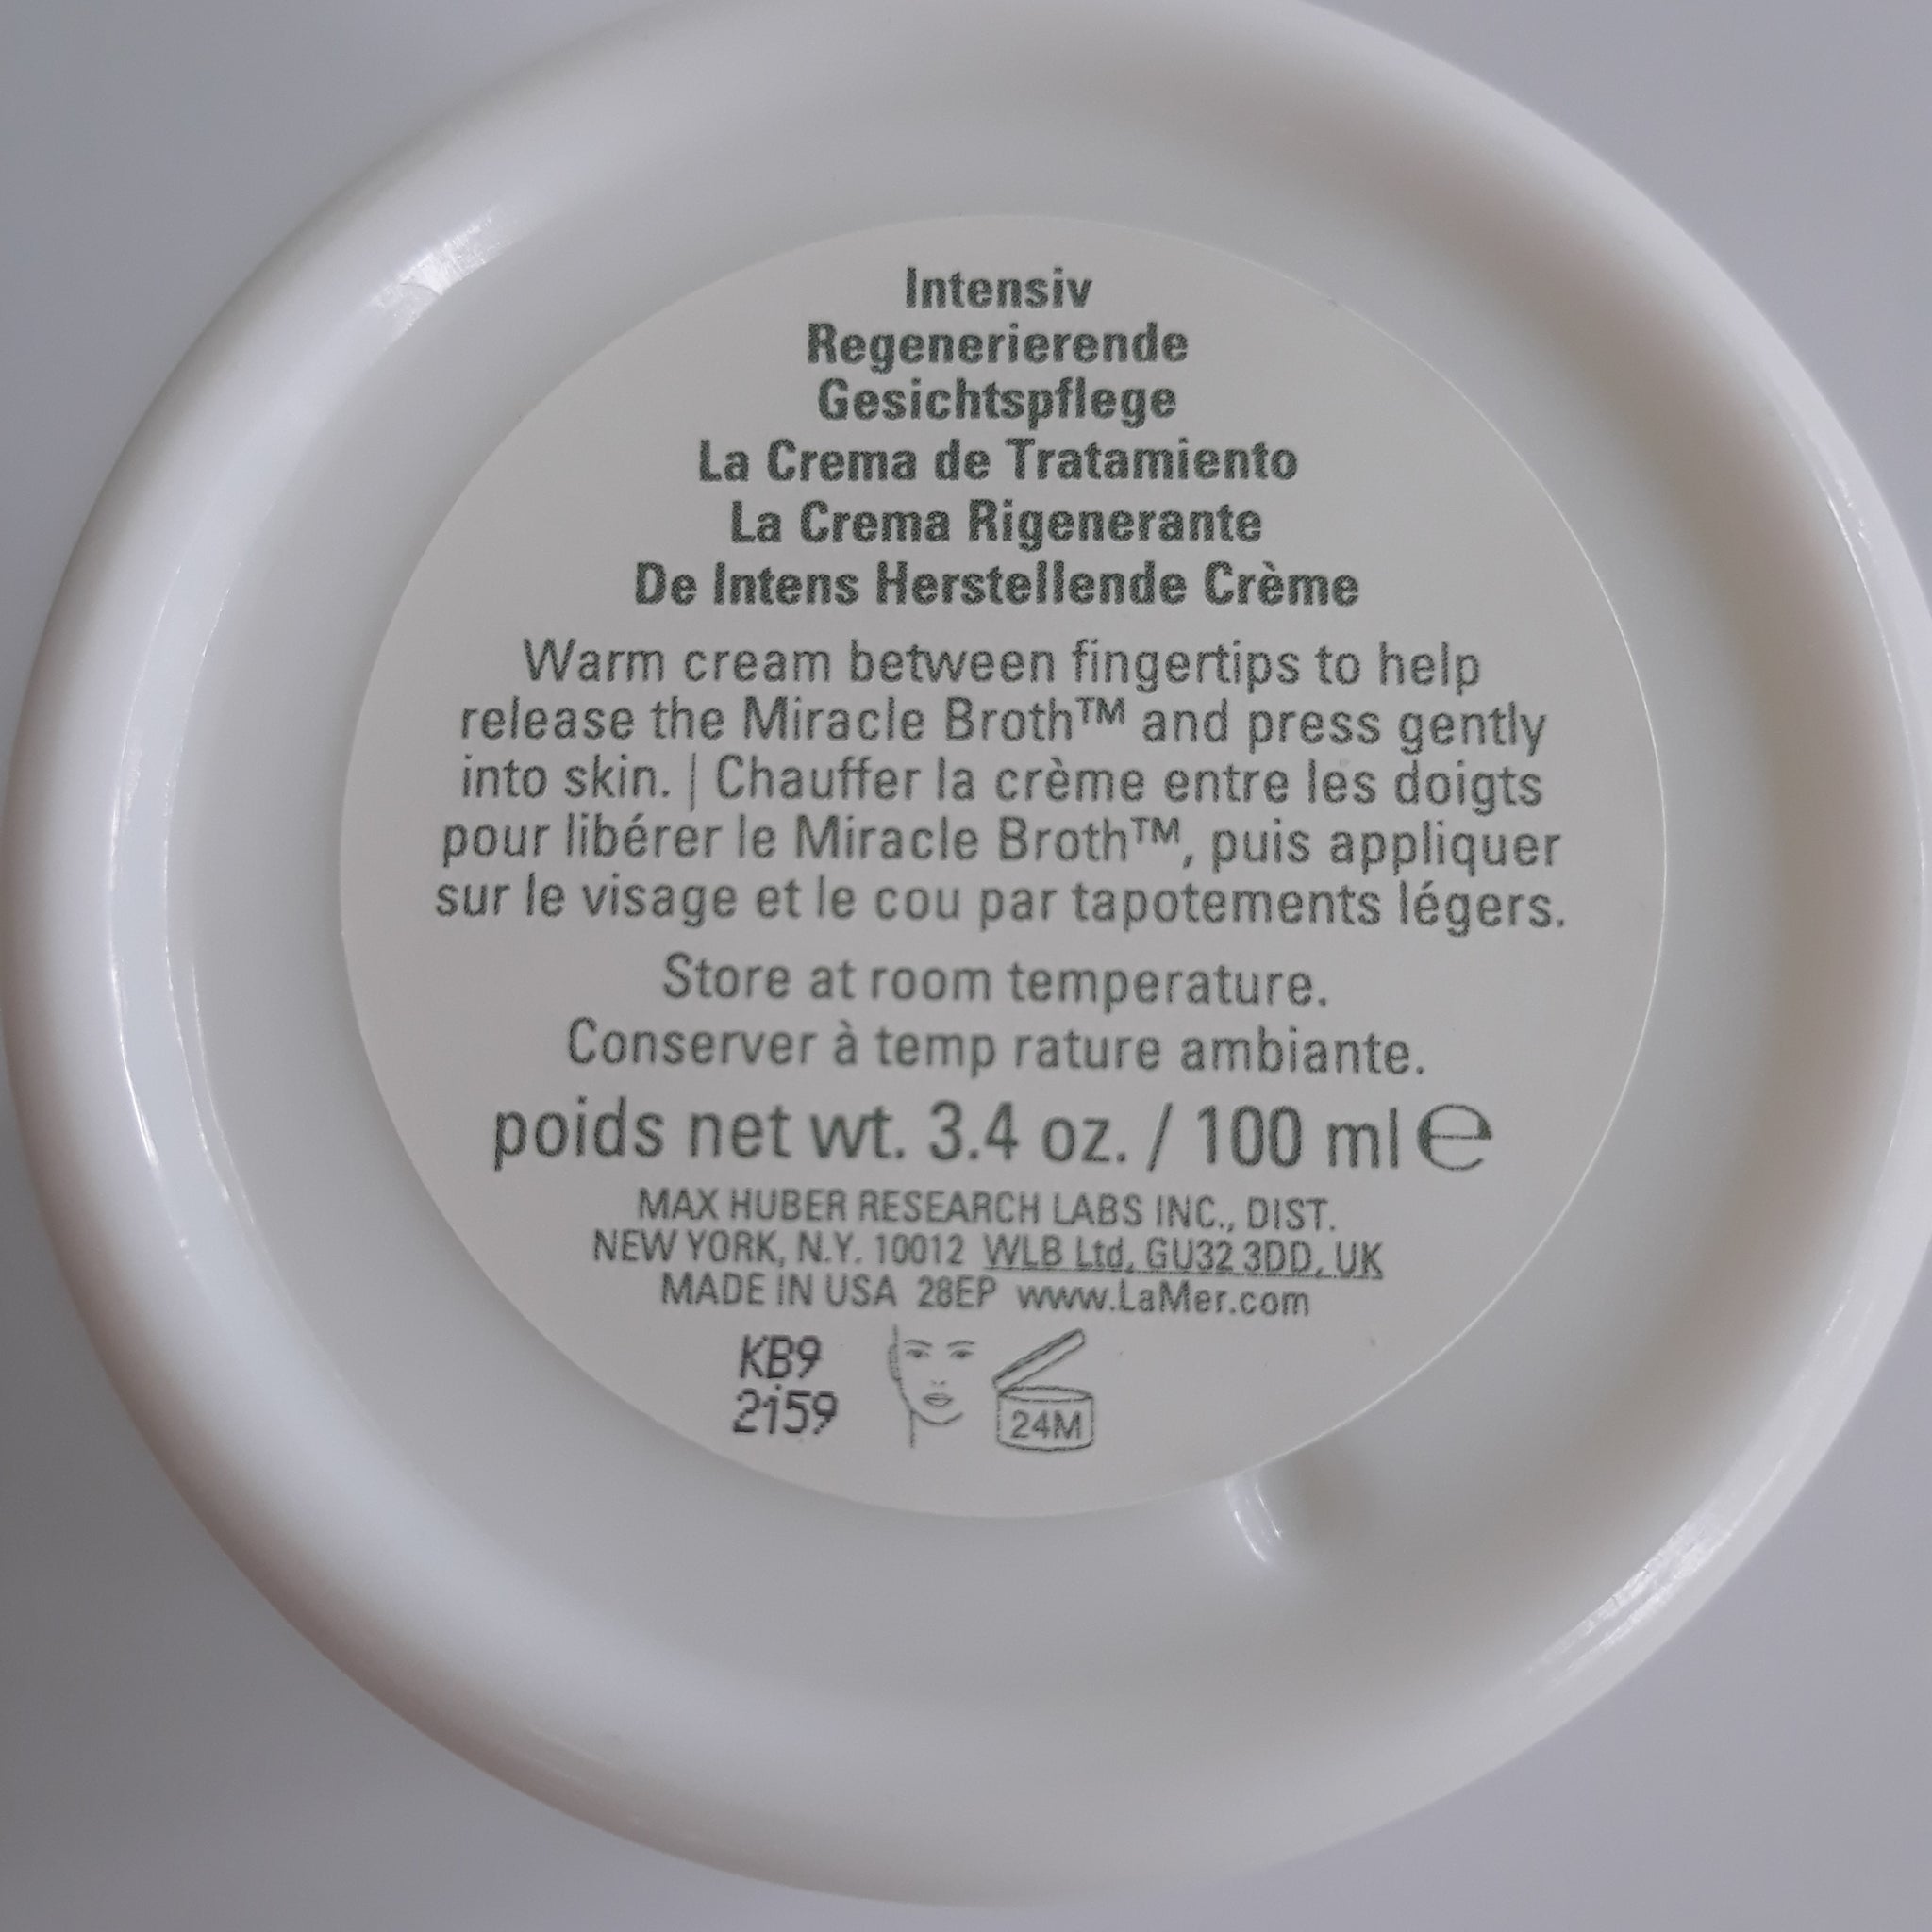 Intensiv
Regenerierende
Gesichtspflege
La Crema de Tratamiento
La Crema Rigenerante
De Intens Herstellende Crème
Warm cream between fingertips to help
release the Miracle Broth™ and press gently
into skin. | Chauffer la crème entre les doigts
pour libérer le Miracle Broth™, puis appliquer
sur le visage et le cou par tapotements légers.
Store at room temperature.
Conserver à temp rature ambiante.
poids net wt. 3.4 oz. / 100 ml ℮
MAX HUBER RESEARCH LABS INC., DIST.
NEW YORK, N.Y. 10012 WLB Ltd, GU32 3DD, UK
MADE IN USA 28EP www.LaMer.com
KB9
2159
24M